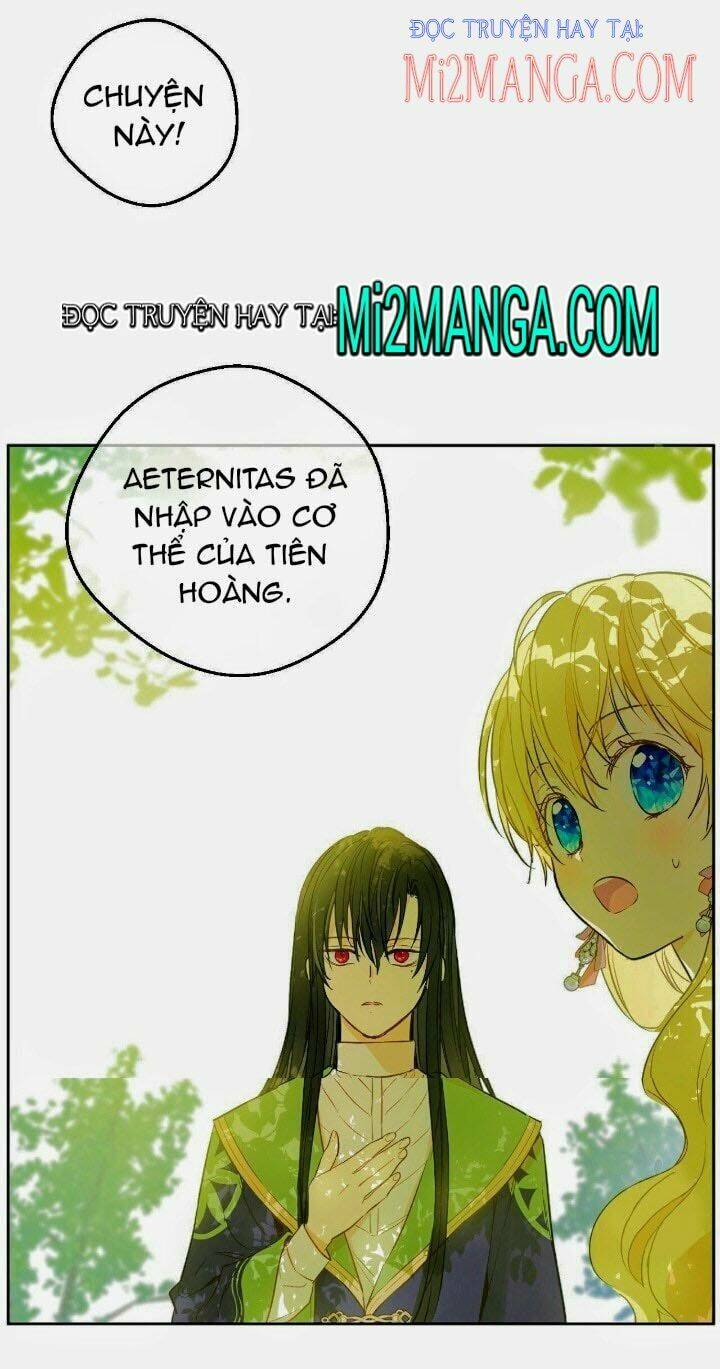 ĐỌC TRUYỆN HAY TẠI:
Mi2MANGA.COM
CHUYỆN
NÀY!
ĐỌC TRUYỆN HAY TẠI:
Mi2MANGA.COM
AETERNITAS ĐÃ
NHẬP VÀO CƠ
THỂ CỦA TIÊN
HOÀNG.